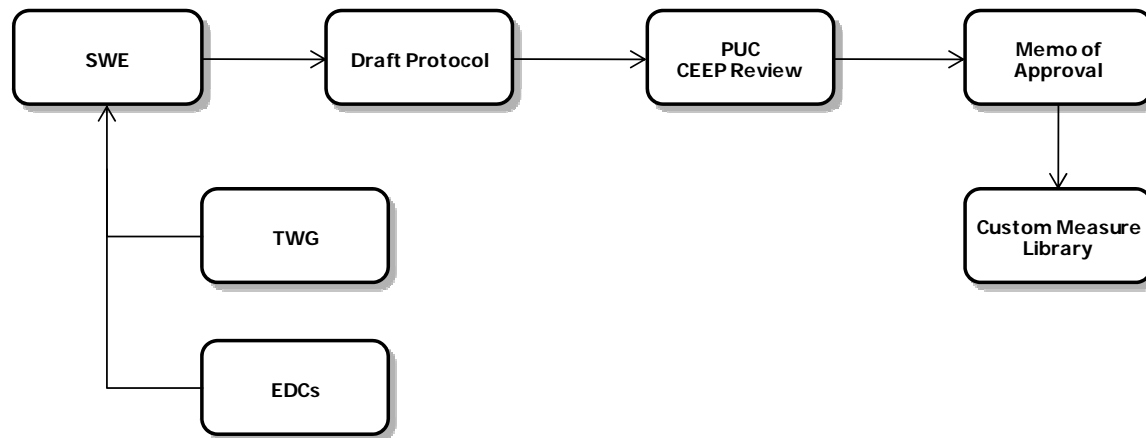 SWE
Draft Protocol
PUC
CEEP Review
Memo of
Approval
TWG
Custom Measure
Library
EDCs